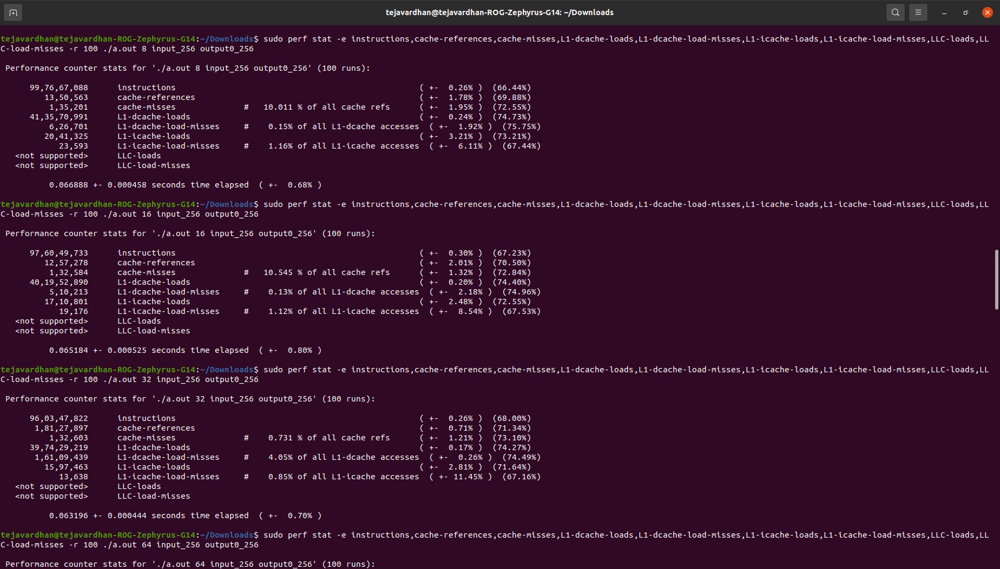 tejavardhan@tejavardhan-ROG-Zephyrus-G14: ~/Downloads
tejavardhan@tejavardhan-ROG-Zephyrus-G14:~/Downloads$ sudo perf stat -e instructions,cache-references,cache-misses,L1-dcache-loads,L1-dcache-load-misses,L1-icache-loads,L1-icache-load-misses,LLC-loads,LL
C-load-misses -r 100 ./a.out 8 input_256 output0_256
Performance counter stats for './a.out 8 input_256 output0_256' (100 runs):
99,76,67,088 instructions ( +- 0.26% ) (66.44%)
13,50,563 cache-references ( +- 1.78% ) (69.88%)
1,35,201 cache-misses # 10.011 % of all cache refs ( +- 1.95% ) (72.55%)
41,35,70,991 L1-dcache-loads ( +- 0.24% ) (74.73%)
6,26,701 L1-dcache-load-misses # 0.15% of all L1-dcache accesses ( +- 1.92% ) (75.75%)
20,41,325 L1-icache-loads ( +- 3.21% ) (73.21%)
23,593 L1-icache-load-misses # 1.16% of all L1-icache accesses ( +- 6.11% ) (67.44%)
<not supported> LLC-loads
<not supported> LLC-load-misses
0.066888 +- 0.000458 seconds time elapsed ( +- 0.68% )
tejavardhan@tejavardhan-ROG-Zephyrus-G14:~/Downloads$ sudo perf stat -e instructions,cache-references,cache-misses,L1-dcache-loads,L1-dcache-load-misses,L1-icache-loads,L1-icache-load-misses,LLC-loads,LL
C-load-misses -r 100 ./a.out 16 input_256 output0_256
Performance counter stats for './a.out 16 input_256 output0_256' (100 runs):
97,60,49,733 instructions ( +- 0.30% ) (67.23%)
12,57,278 cache-references ( +- 2.01% ) (70.50%)
1,32,584 cache-misses # 10.545 % of all cache refs ( +- 1.32% ) (72.84%)
40,19,52,890 L1-dcache-loads ( +- 0.20% ) (74.40%)
5,10,213 L1-dcache-load-misses # 0.13% of all L1-dcache accesses ( +- 2.18% ) (74.96%)
17,10,801 L1-icache-loads ( +- 2.48% ) (72.55%)
19,176 L1-icache-load-misses # 1.12% of all L1-icache accesses ( +- 8.54% ) (67.53%)
<not supported> LLC-loads
<not supported> LLC-load-misses
0.065184 +- 0.000525 seconds time elapsed ( +- 0.80% )
tejavardhan@tejavardhan-ROG-Zephyrus-G14:~/Downloads$ sudo perf stat -e instructions,cache-references,cache-misses,L1-dcache-loads,L1-dcache-load-misses,L1-icache-loads,L1-icache-load-misses,LLC-loads,LL
C-load-misses -r 100 ./a.out 32 input_256 output0_256
Performance counter stats for './a.out 32 input_256 output0_256' (100 runs):
96,03,47,822 instructions ( +- 0.26% ) (68.00%)
1,81,27,897 cache-references ( +- 0.71% ) (71.34%)
1,32,603 cache-misses # 0.731 % of all cache refs ( +- 1.21% ) (73.10%)
39,74,29,219 L1-dcache-loads ( +- 0.17% ) (74.27%)
1,61,09,439 L1-dcache-load-misses # 4.05% of all L1-dcache accesses ( +- 0.26% ) (74.49%)
15,97,463 L1-icache-loads ( +- 2.81% ) (71.64%)
13,638 L1-icache-load-misses # 0.85% of all L1-icache accesses ( +- 11.45% ) (67.16%)
<not supported> LLC-loads
<not supported> LLC-load-misses
0.063196 +- 0.000444 seconds time elapsed ( +- 0.70% )
tejavardhan@tejavardhan-ROG-Zephyrus-G14:~/Downloads$ sudo perf stat -e instructions,cache-references,cache-misses,L1-dcache-loads,L1-dcache-load-misses,L1-icache-loads,L1-icache-load-misses,LLC-loads,LL
C-load-misses -r 100 ./a.out 64 input_256 output0_256
Performance counter stats for './a.out 64 input_256 output0_256' (100 runs):